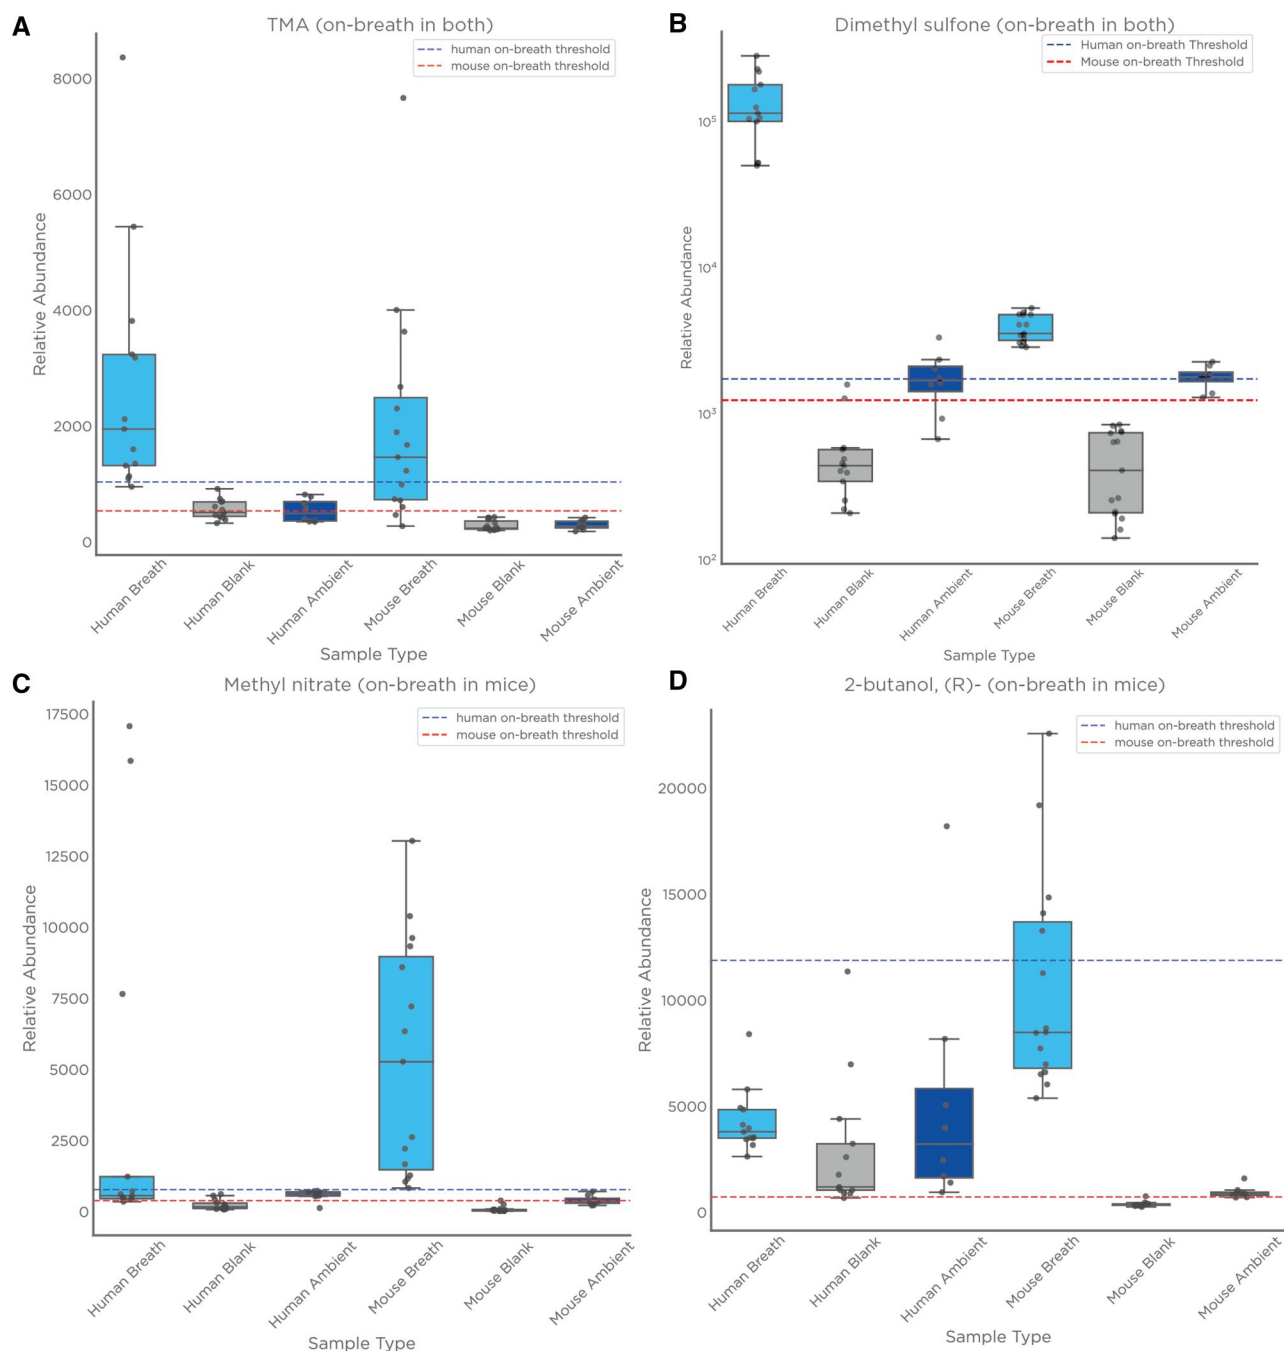 A
TMA (on-breath in both)
human on-breath threshold
mouse on-breath threshold
8000
6000
4000
2000
0
Relative Abundance
Human Breath
Human Blank
Human Ambient
Mouse Breath
Mouse Blank
Mouse Ambient
Sample Type
B
Dimethyl sulfone (on-breath in both)
Human on-breath Threshold
Mouse on-breath Threshold
10⁵
10⁴
10³
10²
Relative Abundance
Human Breath
Human Blank
Human Ambient
Mouse Breath
Mouse Blank
Mouse Ambient
Sample Type
C
Methyl nitrate (on-breath in mice)
human on-breath threshold
mouse on-breath threshold
17500
15000
12500
10000
7500
5000
2500
0
Relative Abundance
Human Breath
Human Blank
Human Ambient
Mouse Breath
Mouse Blank
Mouse Ambient
Sample Type
D
2-butanol, (R)- (on-breath in mice)
human on-breath threshold
mouse on-breath threshold
20000
15000
10000
5000
0
Relative Abundance
Human Breath
Human Blank
Human Ambient
Mouse Breath
Mouse Blank
Mouse Ambient
Sample Type